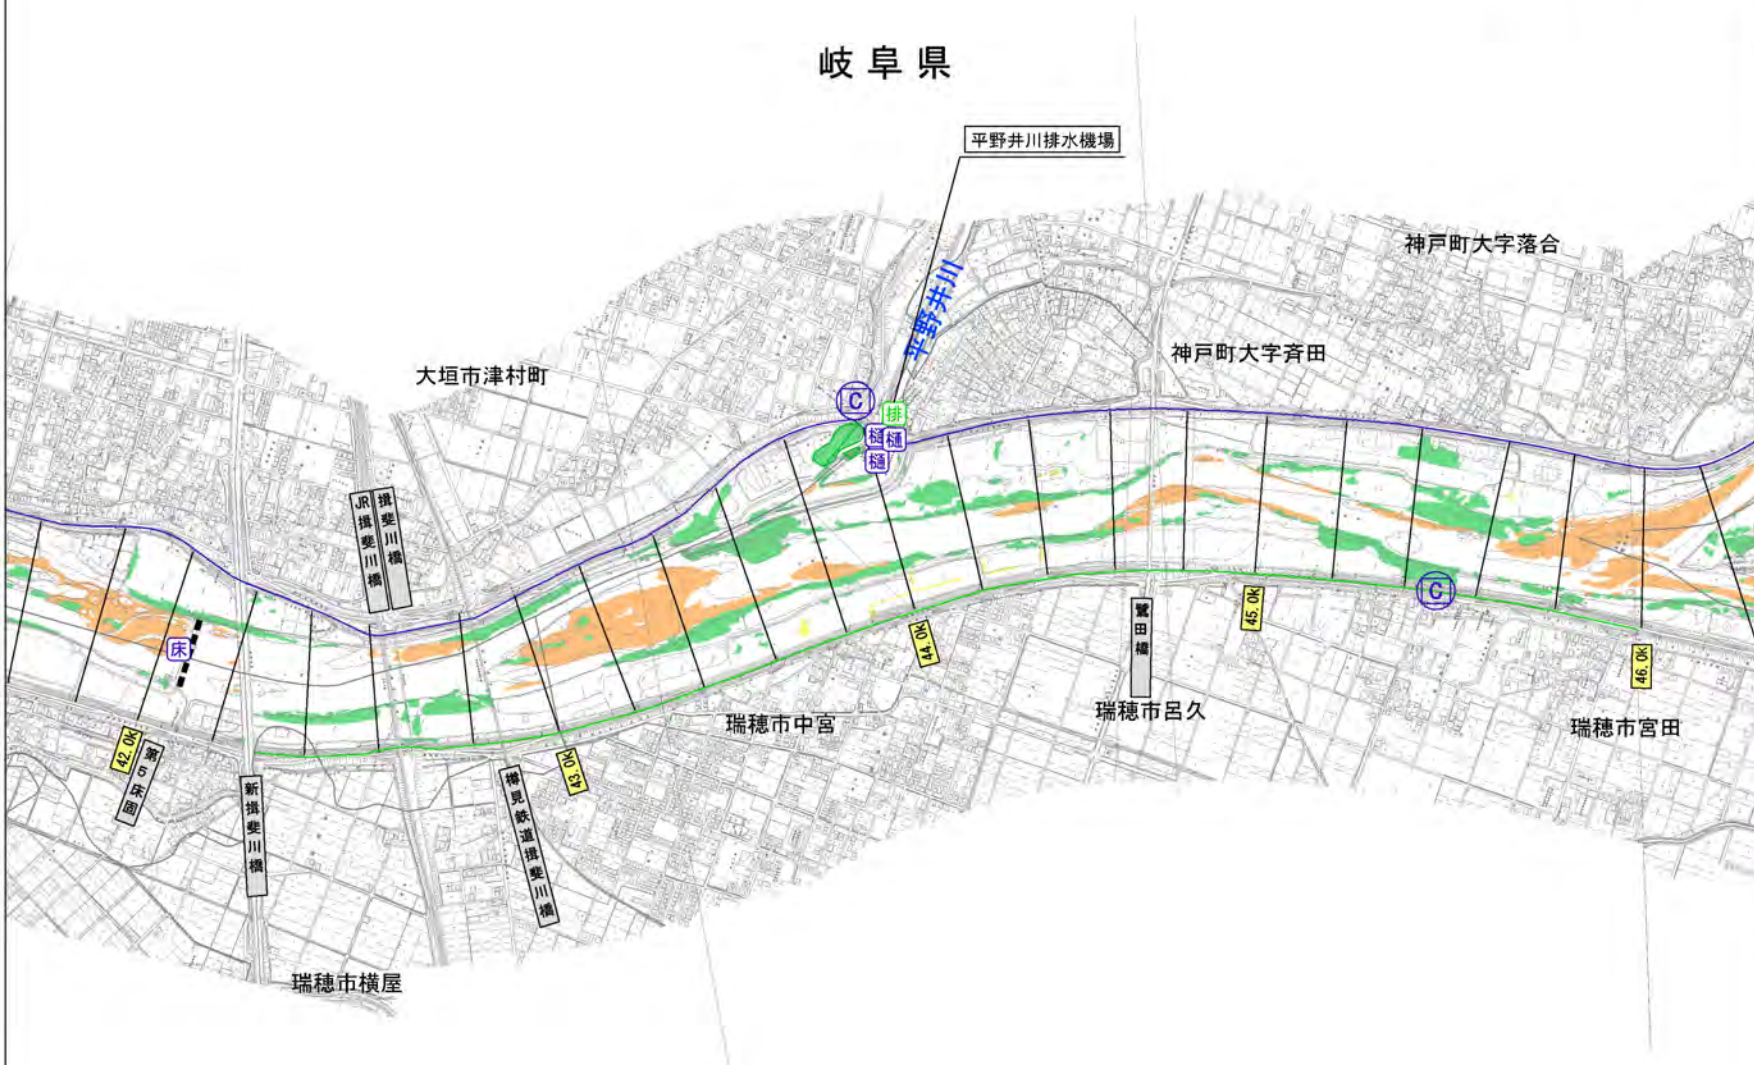 岐阜県
平野井川排水機場
神戸町大字落合
平野井川
神戸町大字斉田
大垣市津村町
C
排
樋
樋
樋
JR揖斐川橋
揖斐川橋
床
C
鷺田橋
45.0K
44.0K
46.0K
瑞穂市呂久
瑞穂市中宮
瑞穂市宮田
42.0K
第5床固
43.0K
新揖斐川橋
樽見鉄道揖斐川橋
瑞穂市横屋